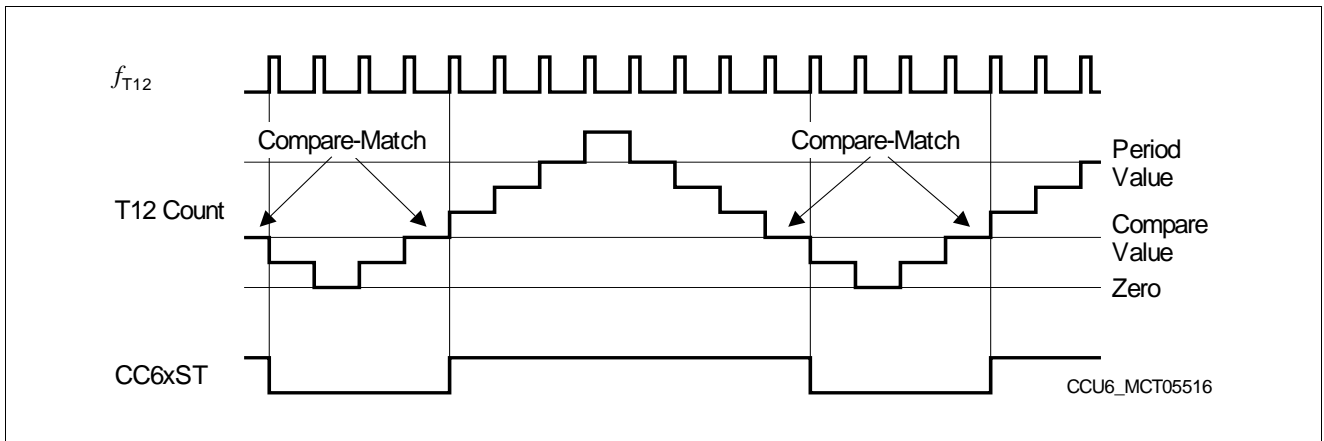 fT12
Compare-Match
Compare-Match
Period
Value
T12 Count
Compare
Value
Zero
CC6xST
CCU6_MCT05516